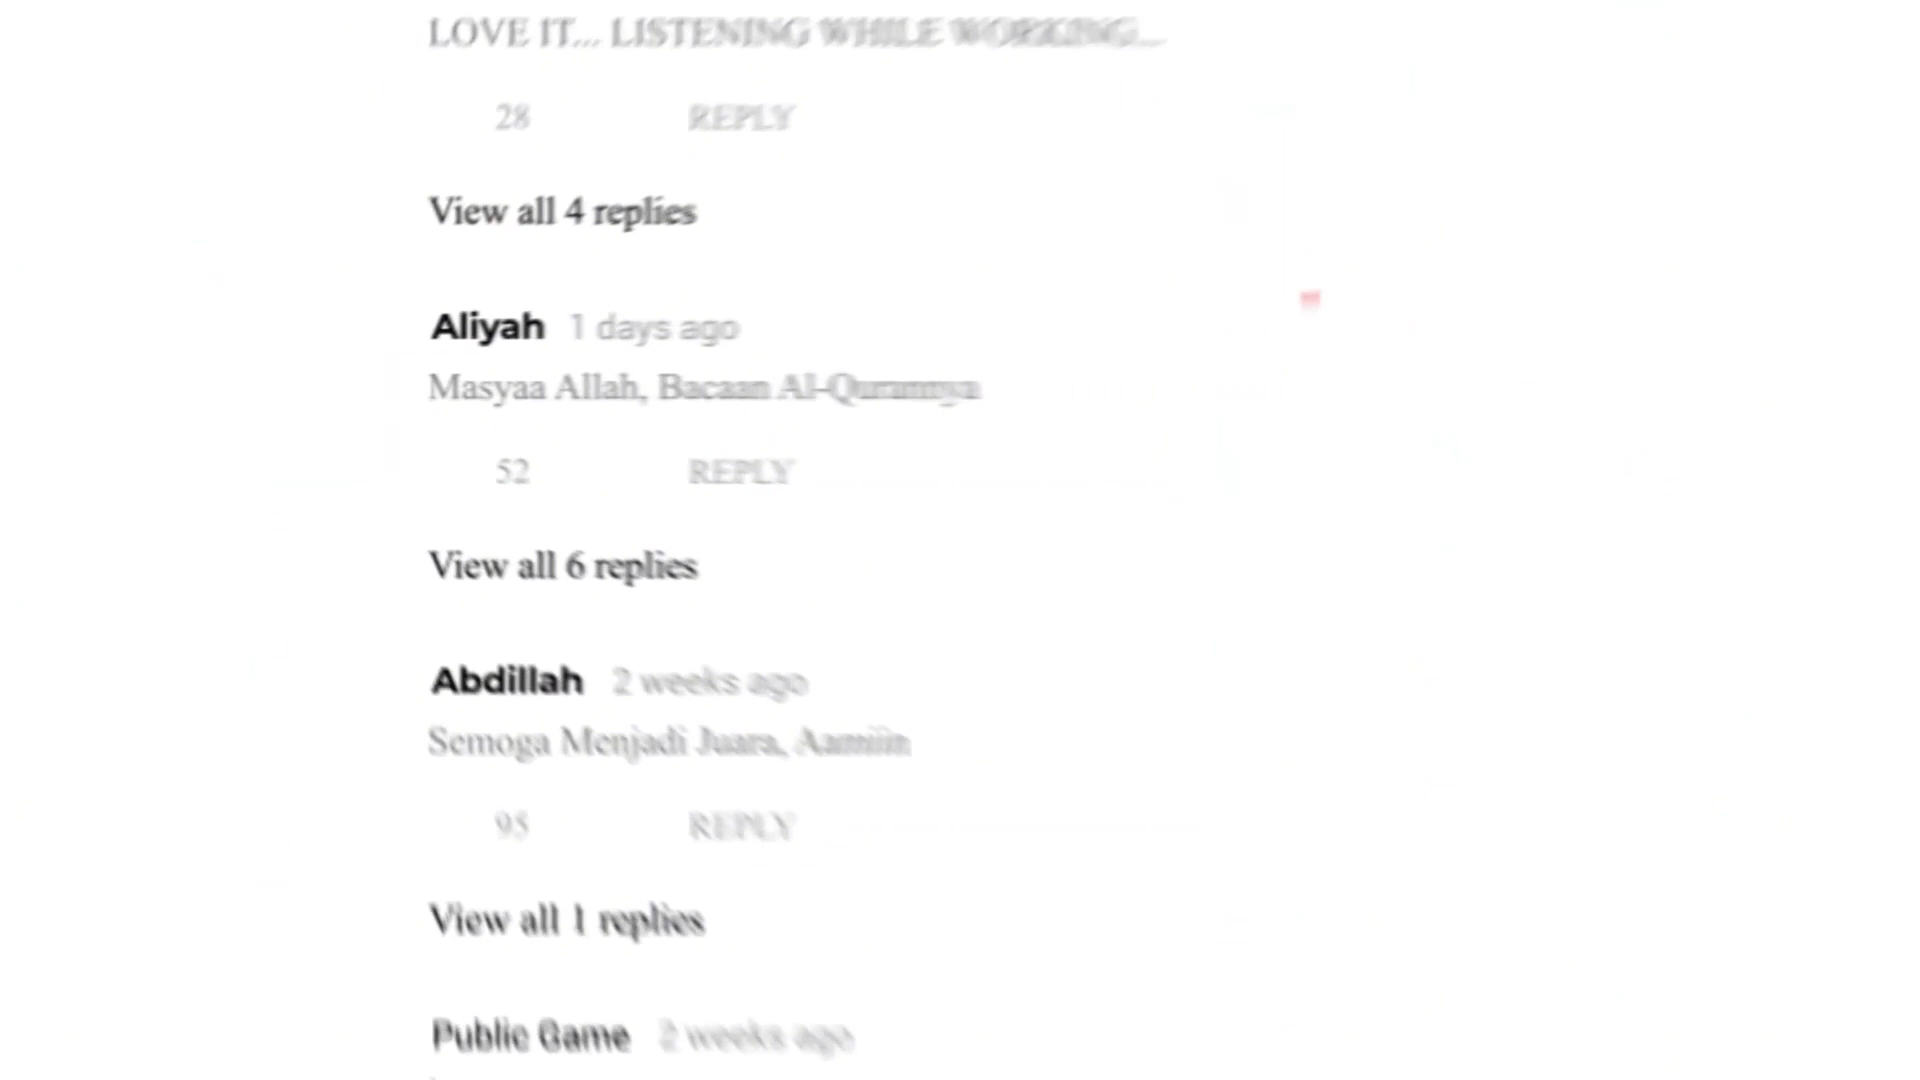 LOVE IT... LISTENING WHILE WORKING...
28 REPLY
View all 4 replies
Aliyah 1 days ago
Masyaa Allah, Bacaan Al-Qurannya
52 REPLY
View all 6 replies
Abdillah 2 weeks ago
Semoga Menjadi Juara, Aamiin
95 REPLY
View all 1 replies
Public Game 2 weeks ago